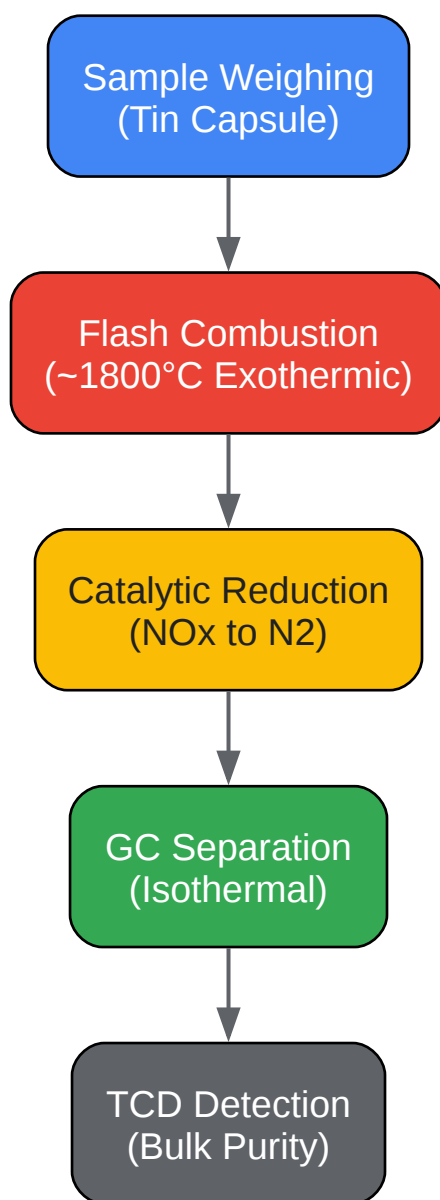 Sample Weighing
(Tin Capsule)
Flash Combustion
(~1800°C Exothermic)
Catalytic Reduction
(NOx to N2)
GC Separation
(Isothermal)
TCD Detection
(Bulk Purity)